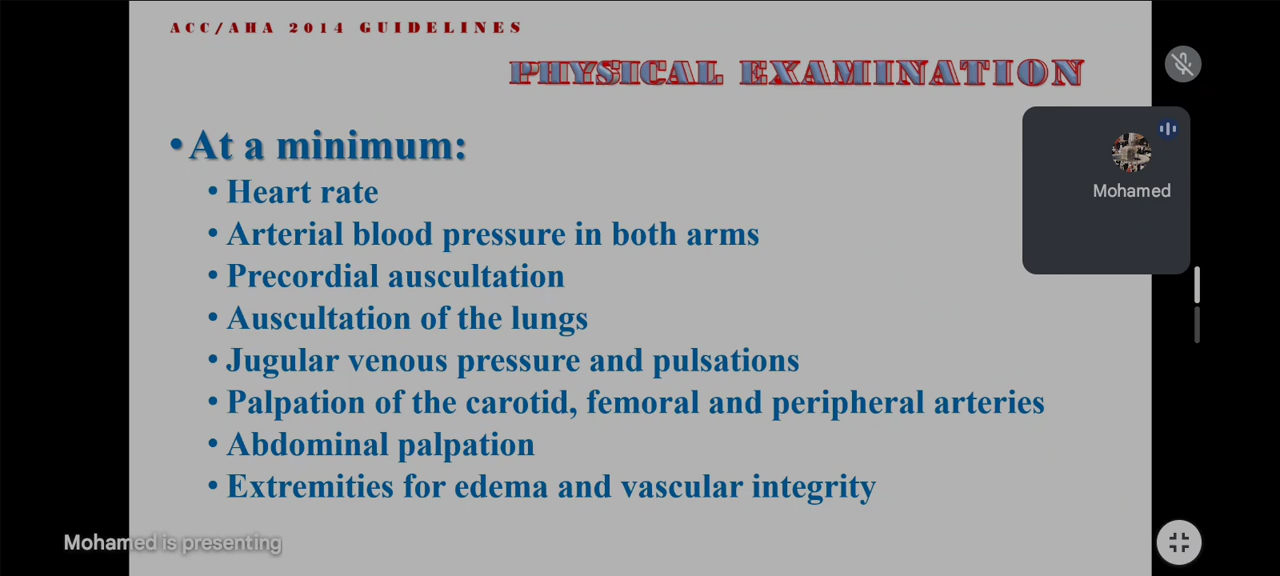 ACC/AHA 2014 GUIDELINES
PHYSICAL EXAMINATION
• At a minimum:
• Heart rate
• Arterial blood pressure in both arms
• Precordial auscultation
• Auscultation of the lungs
• Jugular venous pressure and pulsations
• Palpation of the carotid, femoral and peripheral arteries
• Abdominal palpation
• Extremities for edema and vascular integrity
Mohamed
Mohamed is presenting